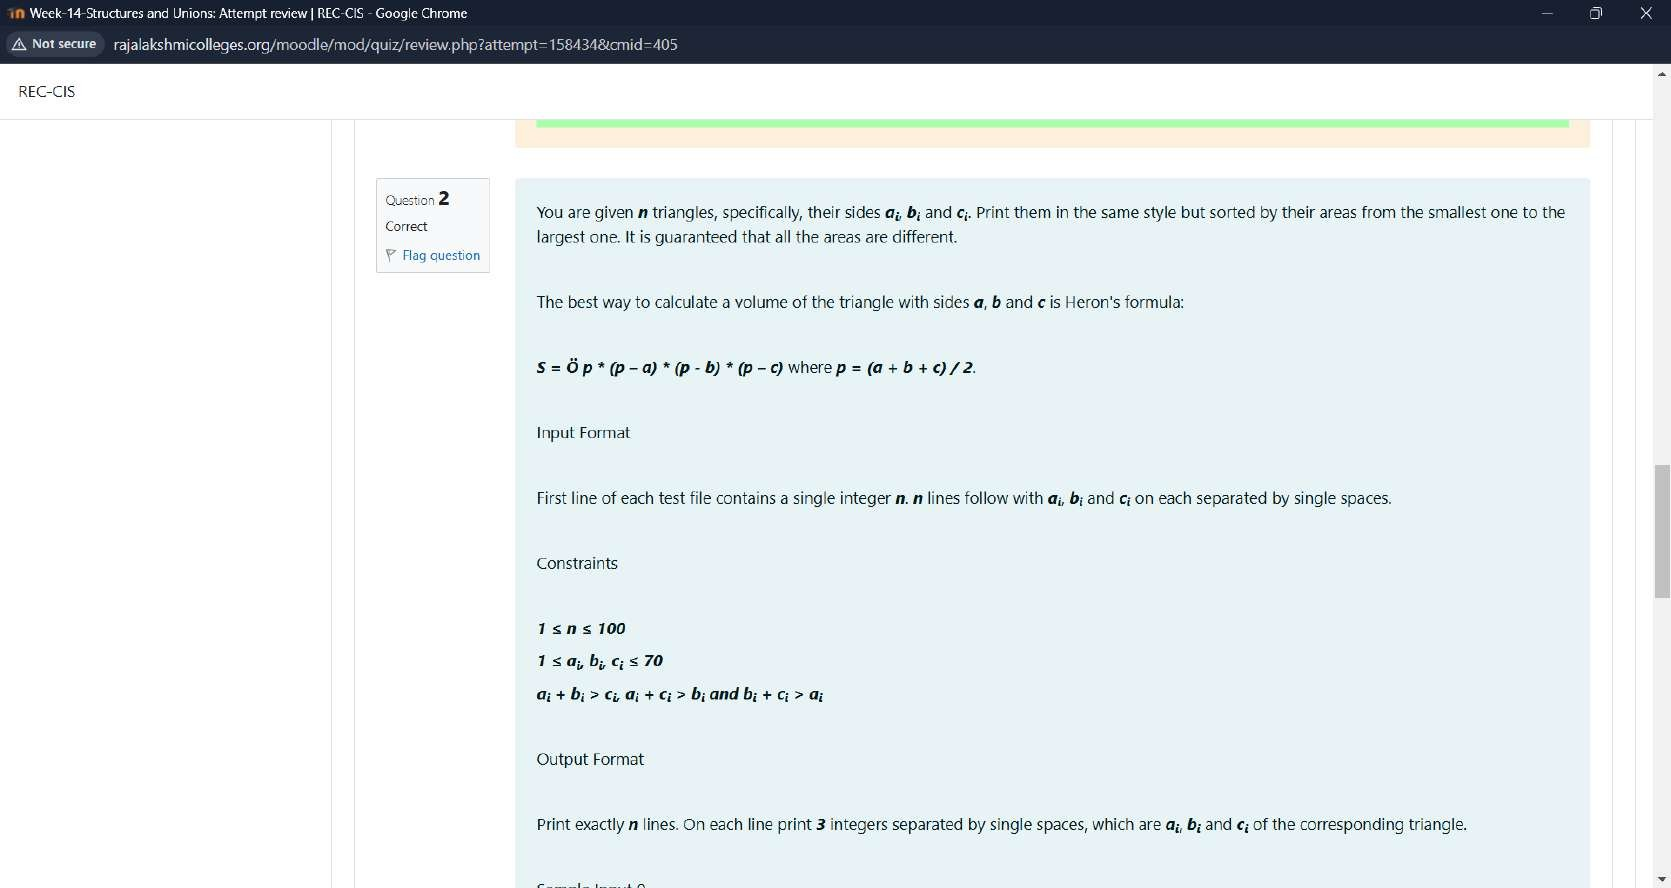 Week-14-Structures and Unions: Attempt review | REC-CIS - Google Chrome
Not secure rajalakshmicolleges.org/moodle/mod/quiz/review.php?attempt=158434&cmid=405
REC-CIS
Question 2
Correct
Flag question
You are given n triangles, specifically, their sides aᵢ, bᵢ and cᵢ. Print them in the same style but sorted by their areas from the smallest one to the
largest one. It is guaranteed that all the areas are different.
The best way to calculate a volume of the triangle with sides a, b and c is Heron's formula:
S = Ö p * (p – a) * (p - b) * (p – c) where p = (a + b + c) / 2.
Input Format
First line of each test file contains a single integer n. n lines follow with aᵢ, bᵢ and cᵢ on each separated by single spaces.
Constraints
1 ≤ n ≤ 100
1 ≤ aᵢ, bᵢ, cᵢ ≤ 70
aᵢ + bᵢ > cᵢ, aᵢ + cᵢ > bᵢ and bᵢ + cᵢ > aᵢ
Output Format
Print exactly n lines. On each line print 3 integers separated by single spaces, which are aᵢ, bᵢ and cᵢ of the corresponding triangle.